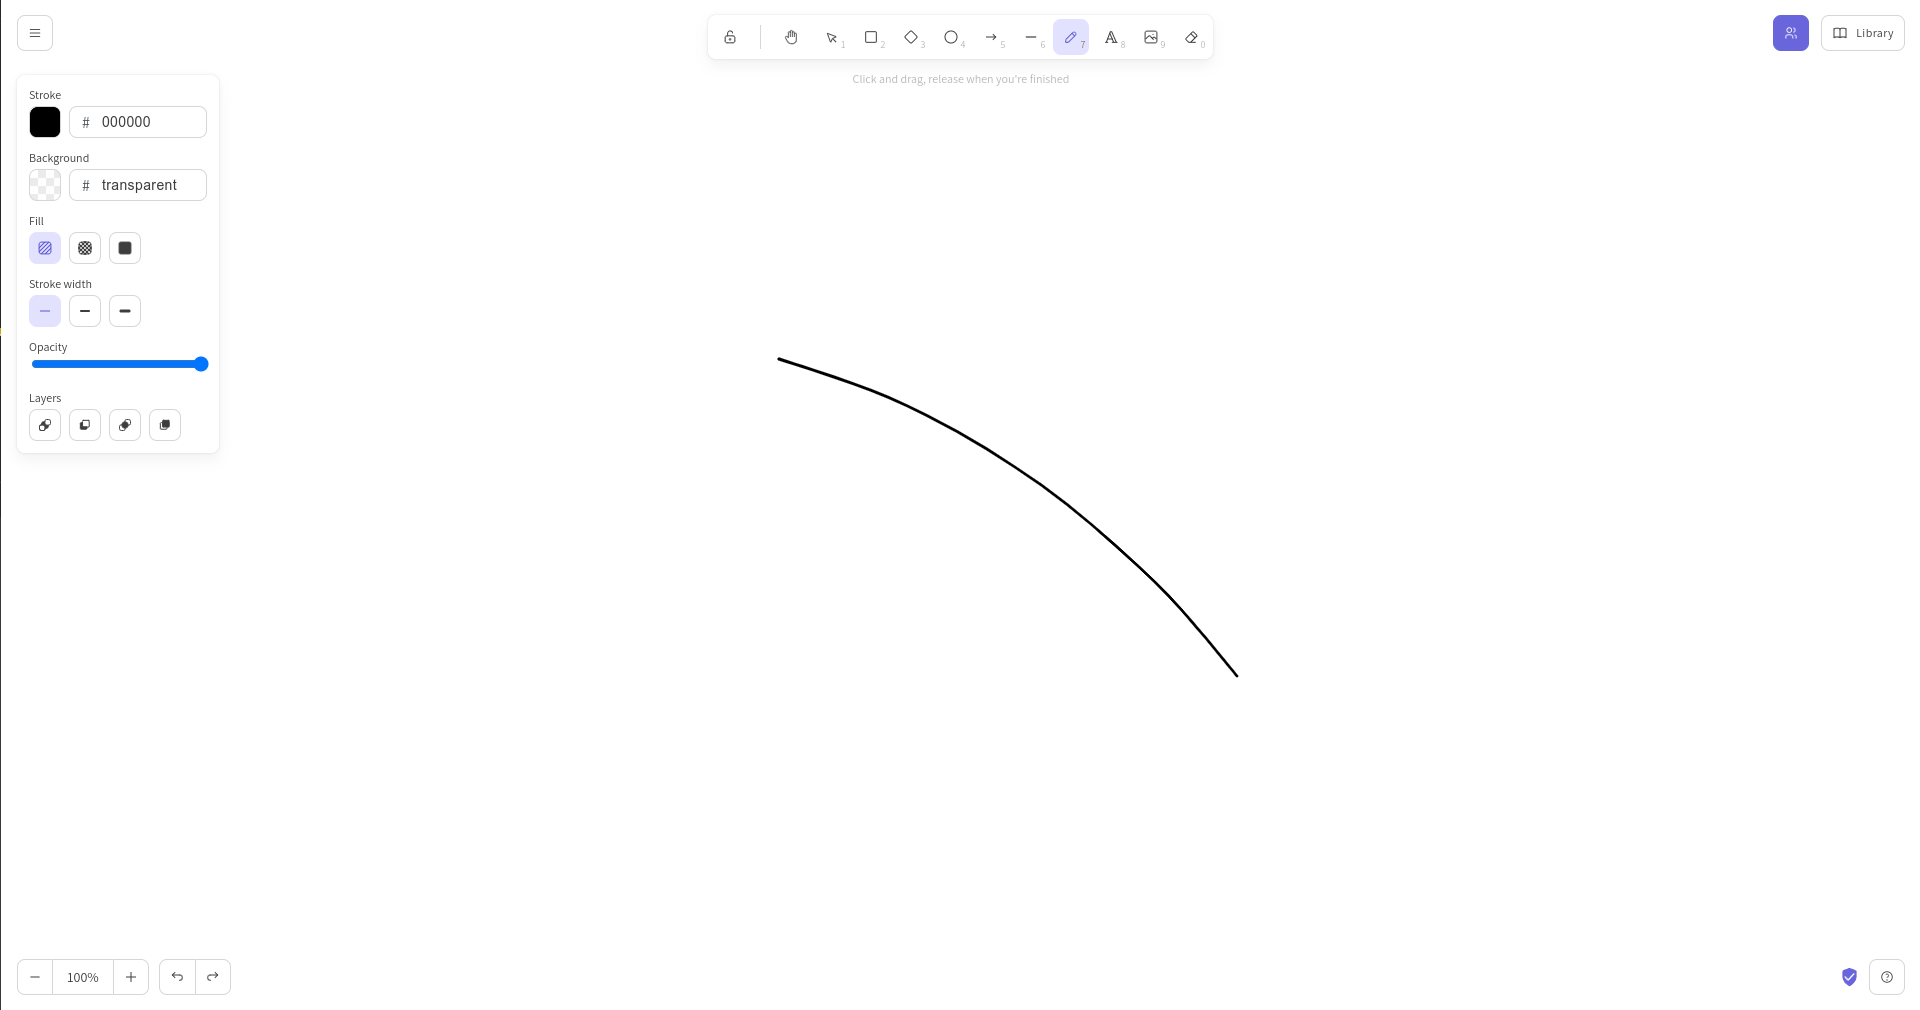 1
2
3
4
5
6
7
8
9
0
Library
Click and drag, release when you're finished
Stroke
# 000000
Background
# transparent
Fill
Stroke width
Opacity
Layers
100%